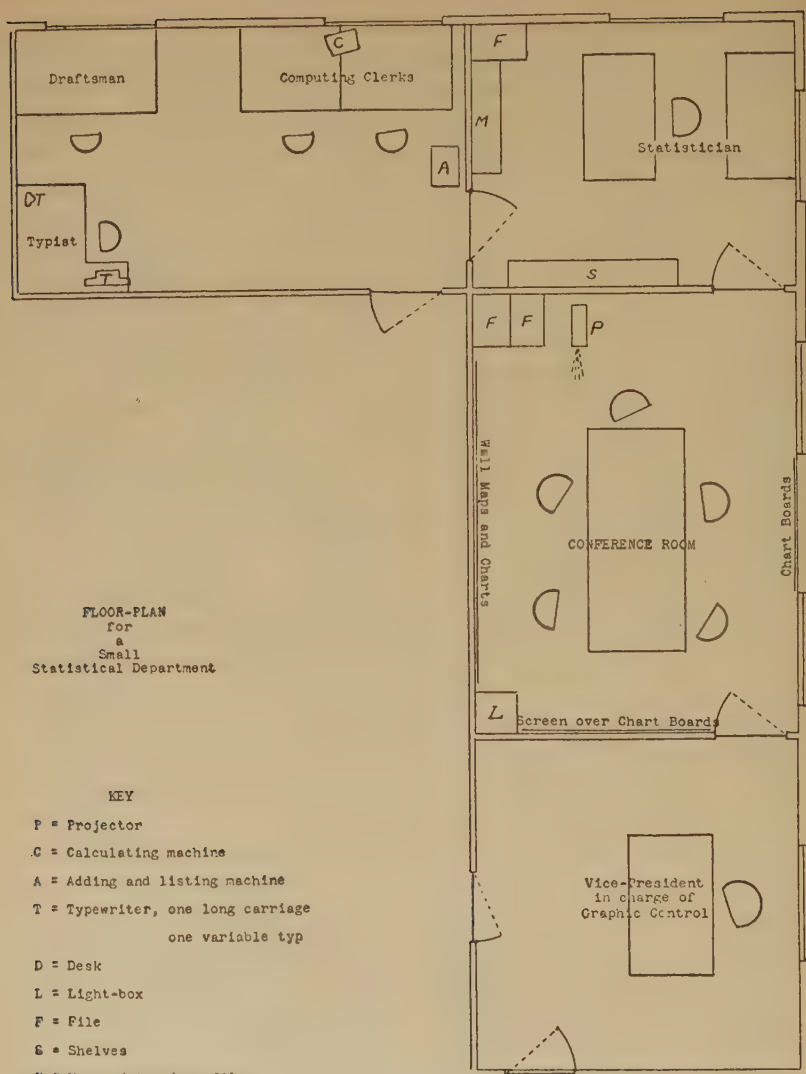 C
F
Draftsman
Computing Clerks
M
Statistician
A
DT
Typist
T
S
F F
P
Wall Maps and Charts
Chart Boards
CONFERENCE ROOM
FLOOR-PLAN
for
a
Small
Statistical Department
L
Screen over Chart Boards
KEY
P = Projector
C = Calculating machine
A = Adding and listing machine
T = Typewriter, one long carriage
one variable typ
D = Desk
L = Light-box
F = File
S = Shelves
Vice-President
in charge of
Graphic Control